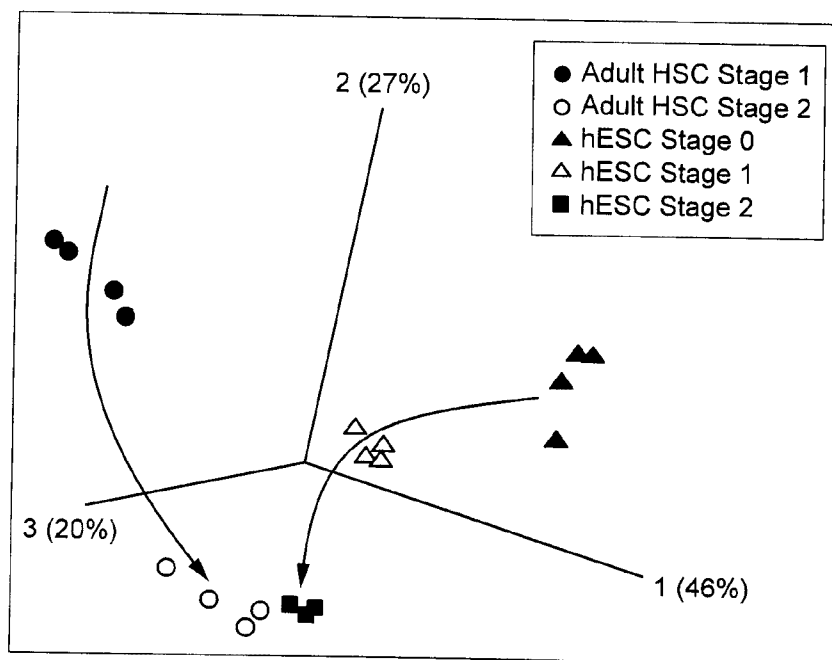 2 (27%)
Adult HSC Stage 1
Adult HSC Stage 2
hESC Stage 0
hESC Stage 1
hESC Stage 2
3 (20%)
1 (46%)